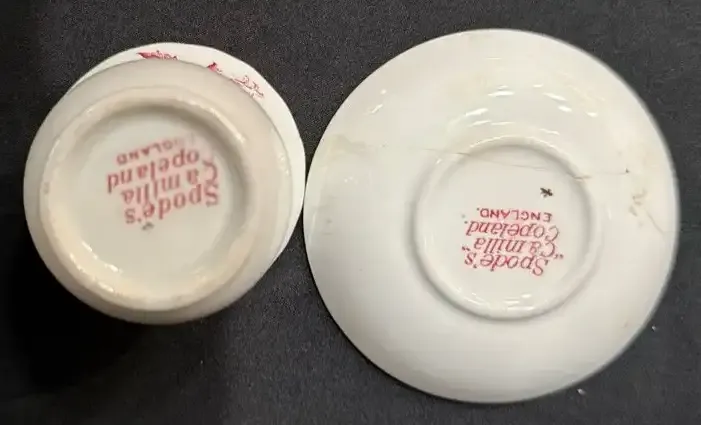 Spode's
Camilla
Copeland
ENGLAND
Spode's
"Camilla"
Copeland.
ENGLAND.